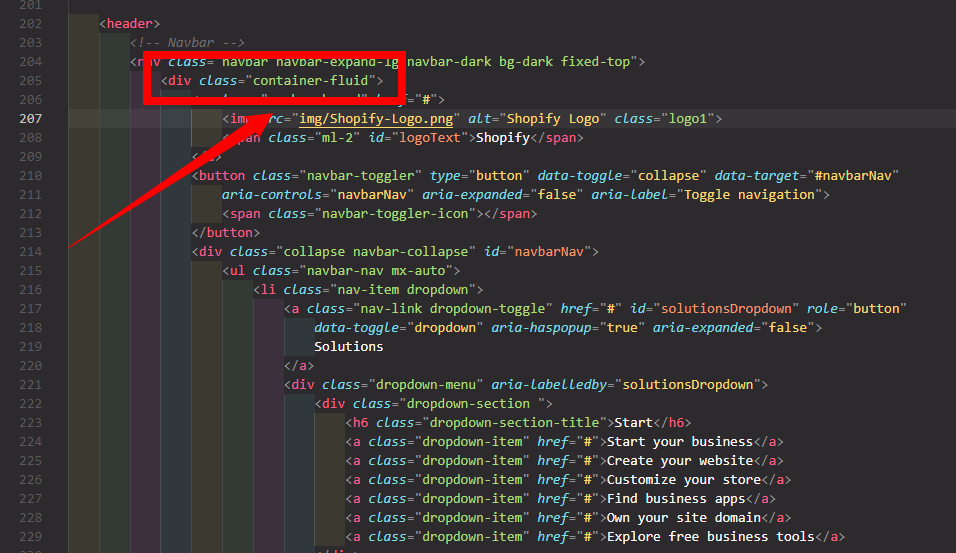 201
202 <header>
203 <!-- Navbar -->
204 class= navbar navbar-expand-lg navbar-dark bg-dark fixed-top">
205 <div class="container-fluid">
206 ="#">
207 <im ="img/Shopify-Logo.png" alt="Shopify Logo" class="logo1">
208 pan class="ml-2" id="logoText">Shopify</span>
209
210 <button class="navbar-toggler" type="button" data-toggle="collapse" data-target="#navbarNav"
211 aria-controls="navbarNav" aria-expanded="false" aria-label="Toggle navigation">
212 <span class="navbar-toggler-icon"></span>
213 </button>
214 <div class="collapse navbar-collapse" id="navbarNav">
215 <ul class="navbar-nav mx-auto">
216 <li class="nav-item dropdown">
217 <a class="nav-link dropdown-toggle" href="#" id="solutionsDropdown" role="button"
218 data-toggle="dropdown" aria-haspopup="true" aria-expanded="false">
219 Solutions
220 </a>
221 <div class="dropdown-menu" aria-labelledby="solutionsDropdown">
222 <div class="dropdown-section ">
223 <h6 class="dropdown-section-title">Start</h6>
224 <a class="dropdown-item" href="#">Start your business</a>
225 <a class="dropdown-item" href="#">Create your website</a>
226 <a class="dropdown-item" href="#">Customize your store</a>
227 <a class="dropdown-item" href="#">Find business apps</a>
228 <a class="dropdown-item" href="#">Own your site domain</a>
229 <a class="dropdown-item" href="#">Explore free business tools</a>